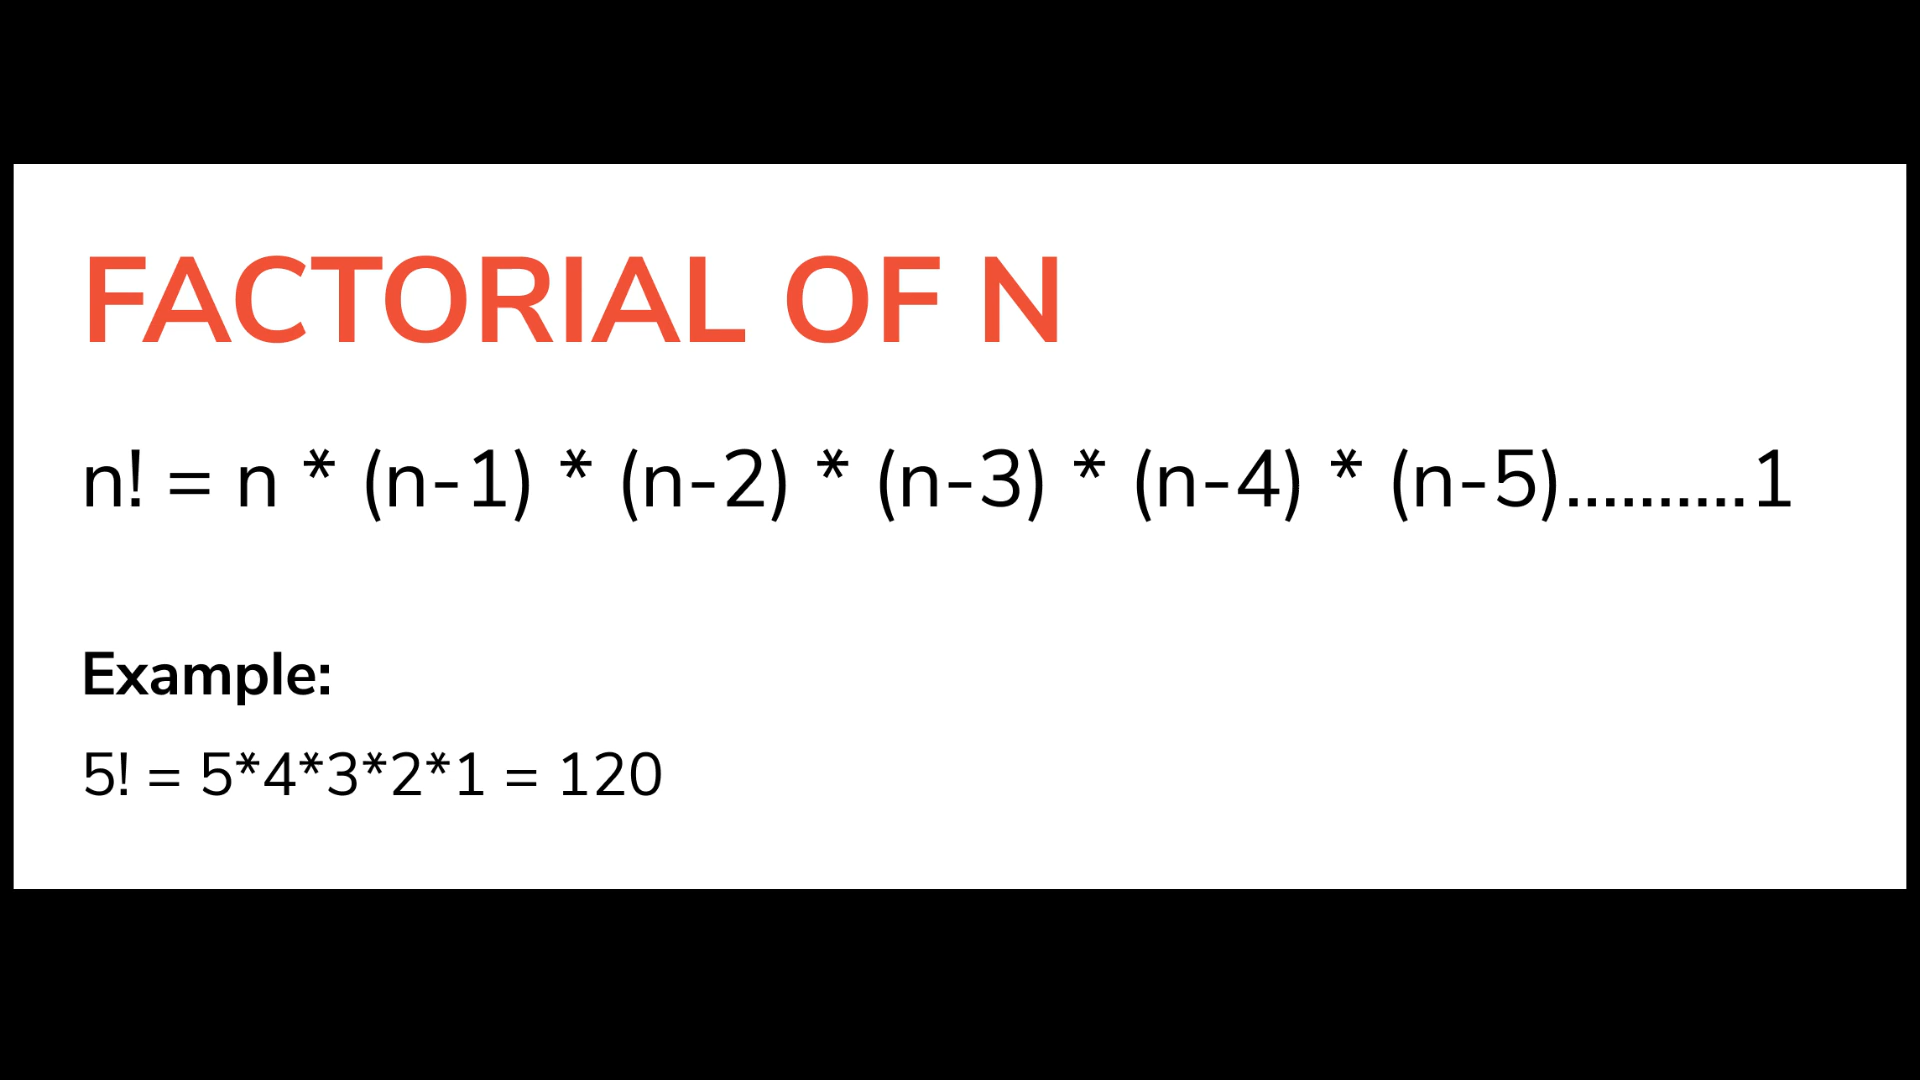 FACTORIAL OF N
n! = n * (n-1) * (n-2) * (n-3) * (n-4) * (n-5)..........1
Example:
5! = 5*4*3*2*1 = 120